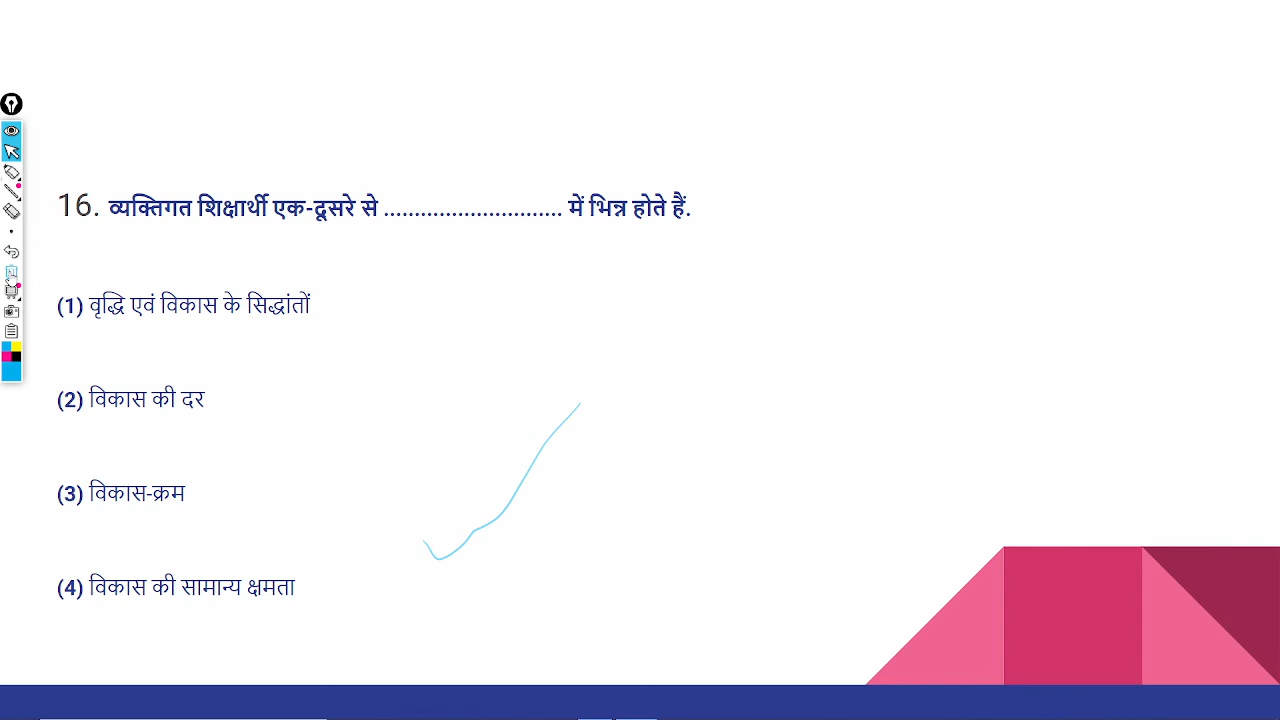 16. व्यक्तिगत शिक्षार्थी एक-दूसरे से ............................. में भिन्न होते हैं.
(1) वृद्धि एवं विकास के सिद्धांतों
(2) विकास की दर
(3) विकास-क्रम
(4) विकास की सामान्य क्षमता